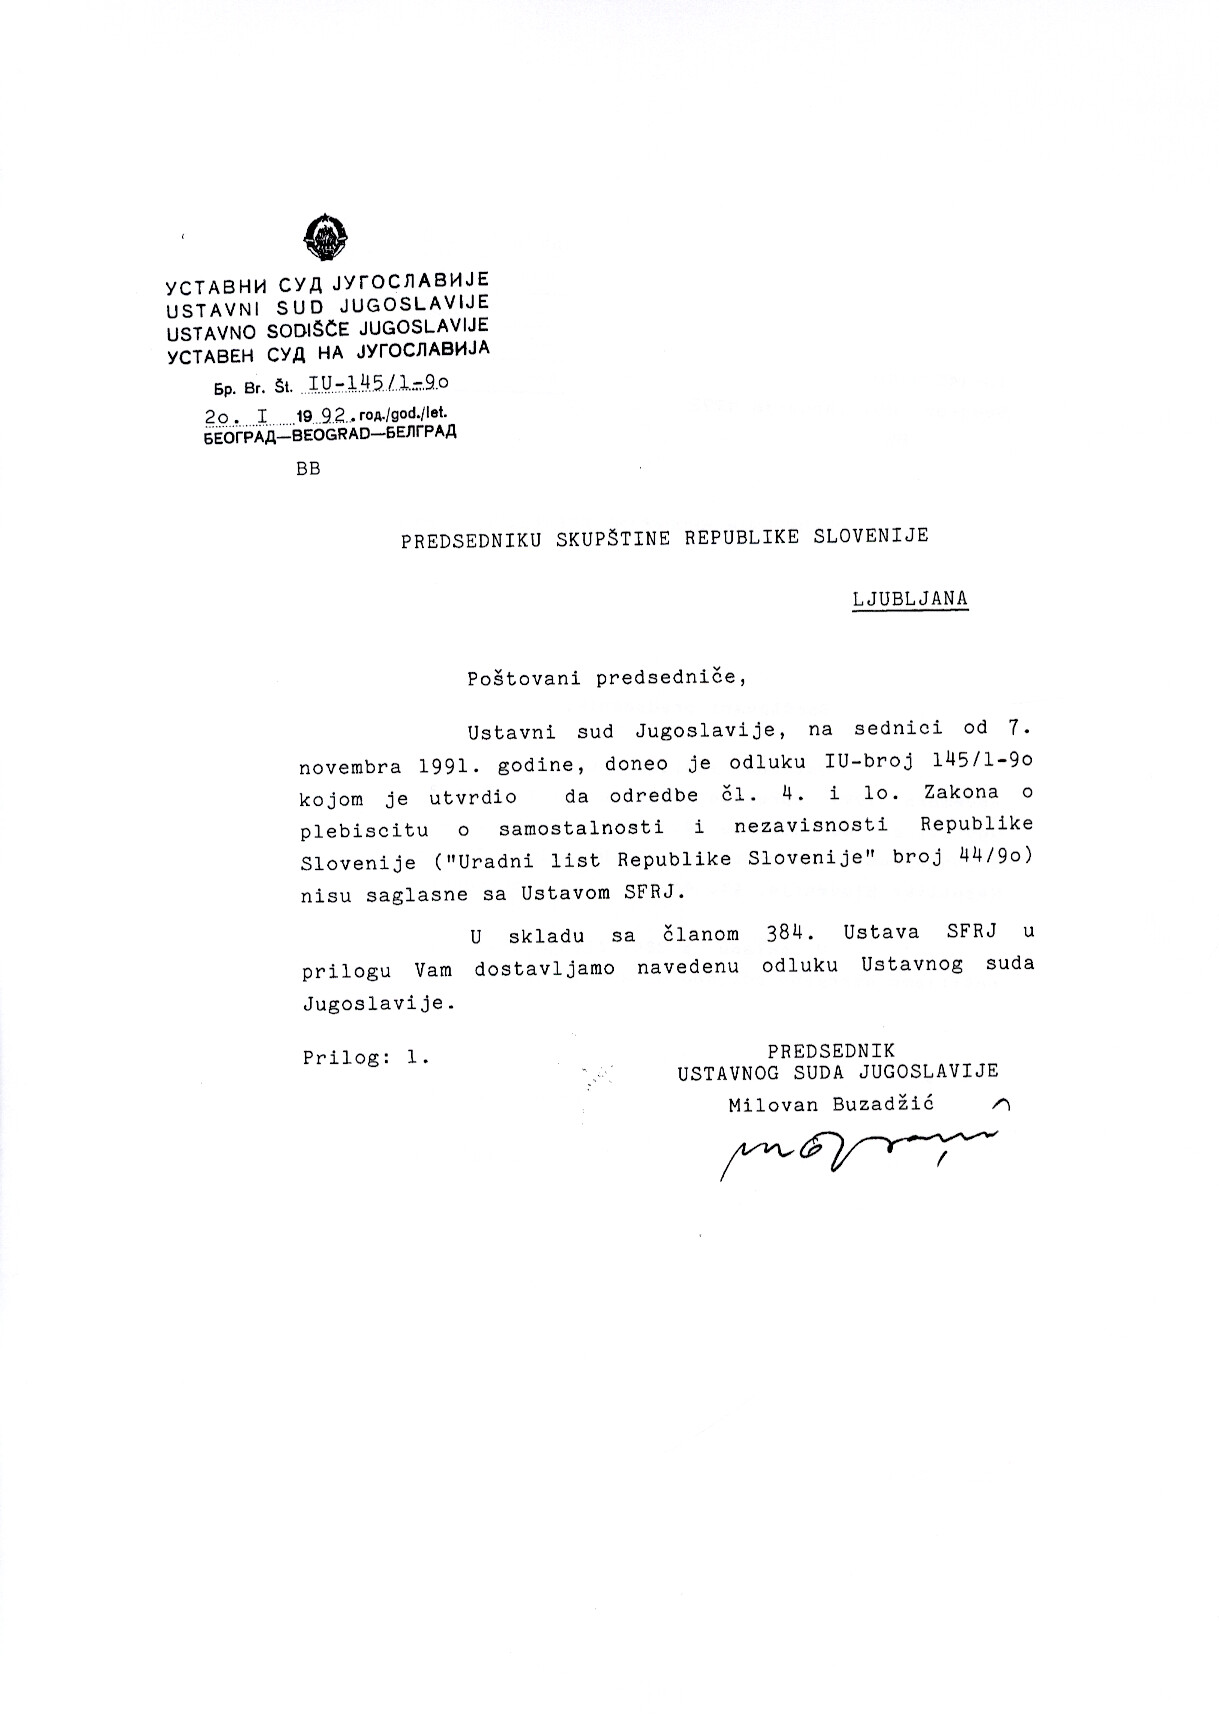 УСТАВНИ СУД ЈУГОСЛАВИЈЕ
USTAVNI SUD JUGOSLAVIJE
USTAVNO SODIŠČE JUGOSLAVIJE
УСТАВЕН СУД НА ЈУГОСЛАВИЈА
Бр. Br. Št. IU-145/1-9o
2o. I 1992. год./god./let.
БЕОГРАД—BEOGRAD—БЕЛГРАД
BB
PREDSEDNIKU SKUPŠTINE REPUBLIKE SLOVENIJE
LJUBLJANA
Poštovani predsedniče,
Ustavni sud Jugoslavije, na sednici od 7.
novembra 1991. godine, doneo je odluku IU-broj 145/1-9o
kojom je utvrdio da odredbe čl. 4. i lo. Zakona o
plebiscitu o samostalnosti i nezavisnosti Republike
Slovenije ("Uradni list Republike Slovenije" broj 44/9o)
nisu saglasne sa Ustavom SFRJ.
U skladu sa članom 384. Ustava SFRJ u
prilogu Vam dostavljamo navedenu odluku Ustavnog suda
Jugoslavije.
Prilog: 1.
PREDSEDNIK
USTAVNOG SUDA JUGOSLAVIJE
Milovan Buzadžić